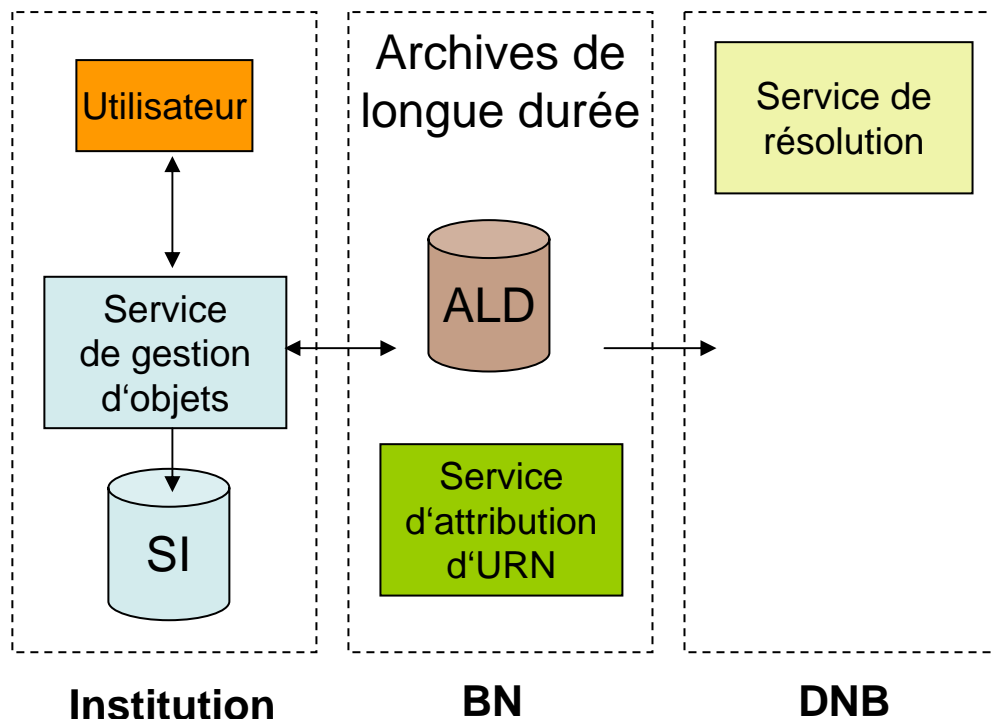 Utilisateur
Service
de gestion
d‘objets
SI
Institution
Archives de
longue durée
ALD
Service
d‘attribution
d‘URN
BN
Service de
résolution
DNB